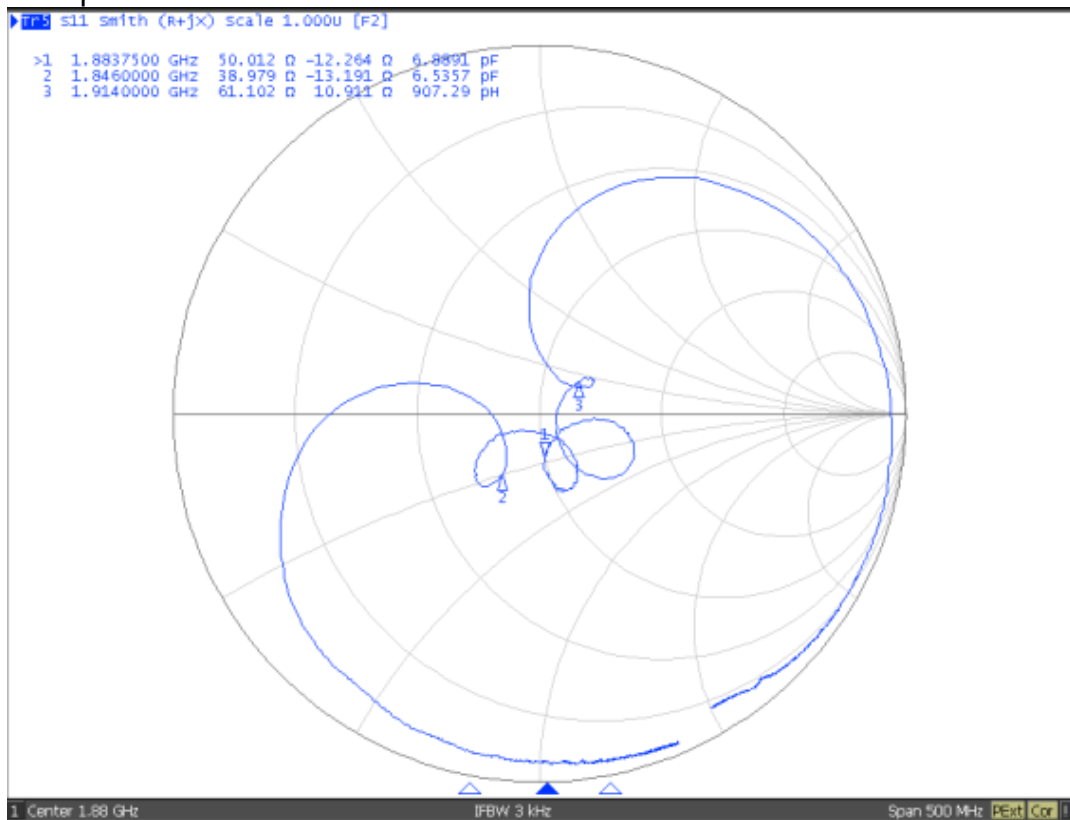 Tr5 S11 Smith (R+jX) Scale 1.000U [F2]
>1 1.8837500 GHz 50.012 Ω -12.264 Ω 6.8891 pF
2 1.8460000 GHz 38.979 Ω -13.191 Ω 6.5357 pF
3 1.9140000 GHz 61.102 Ω 10.911 Ω 907.29 pH
3
1
2
1 Center 1.88 GHz IFBW 3 kHz Span 500 MHz PExt Cor